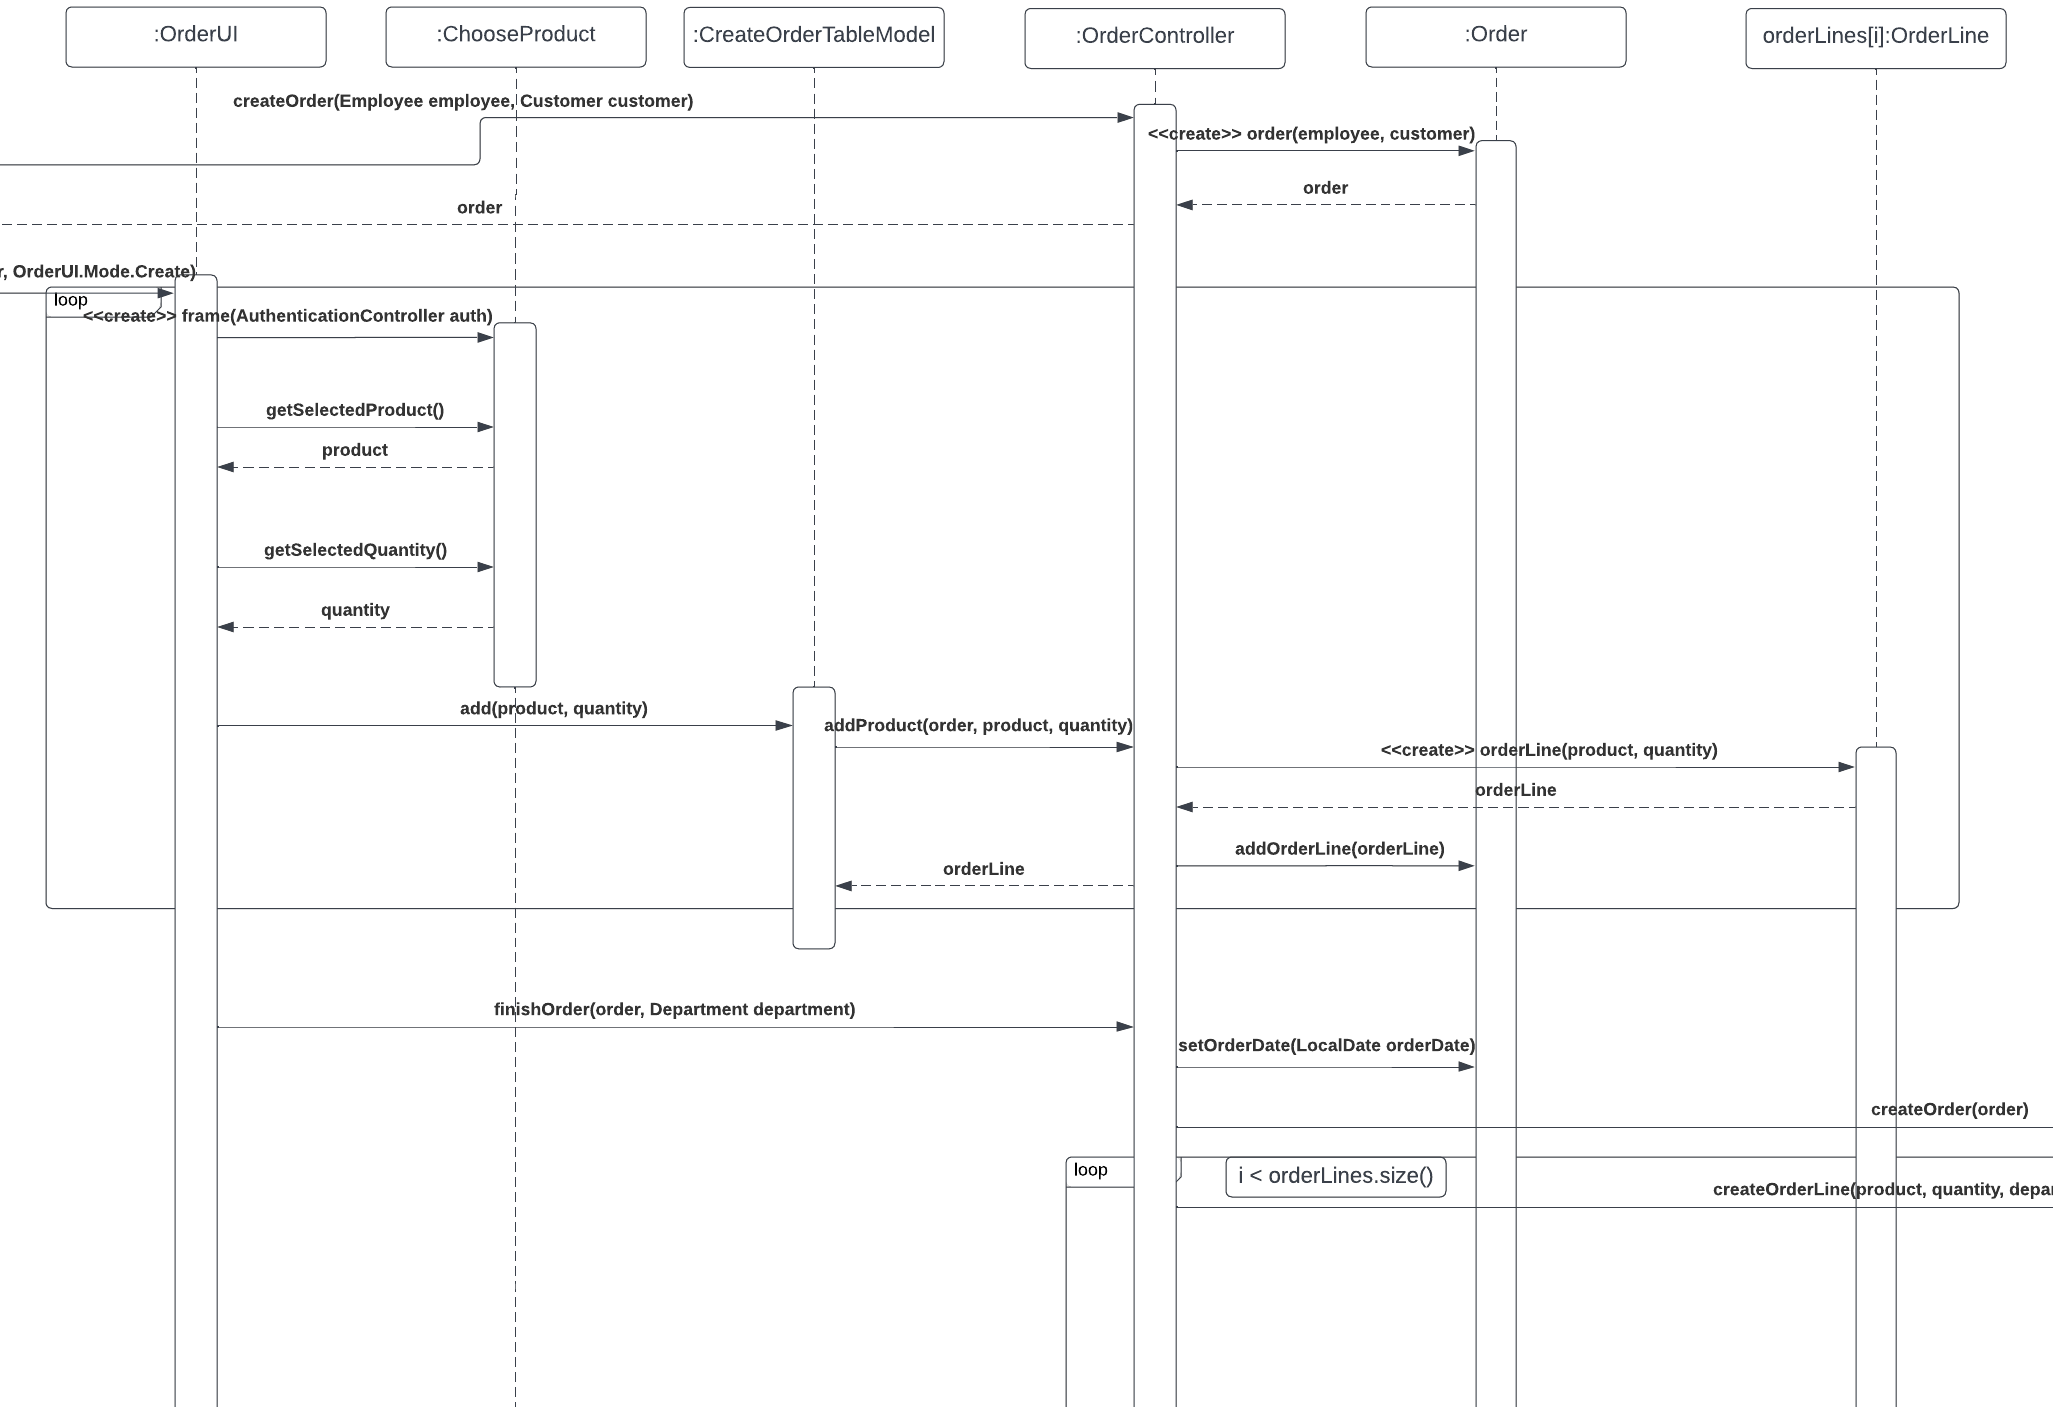 :OrderUI
:ChooseProduct
:CreateOrderTableModel
:OrderController
:Order
orderLines[i]:OrderLine
createOrder(Employee employee, Customer customer)
<<create>> order(employee, customer)
order
order
r, OrderUI.Mode.Create)
loop
<<create>> frame(AuthenticationController auth)
getSelectedProduct()
product
getSelectedQuantity()
quantity
add(product, quantity)
addProduct(order, product, quantity)
<<create>> orderLine(product, quantity)
orderLine
addOrderLine(orderLine)
orderLine
finishOrder(order, Department department)
setOrderDate(LocalDate orderDate)
createOrder(order)
loop
i < orderLines.size()
createOrderLine(product, quantity, depar